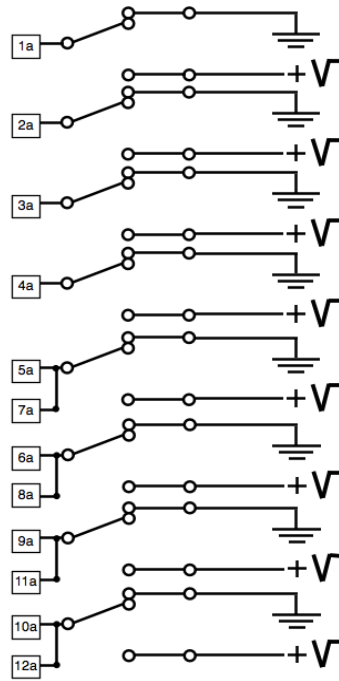 1a
+ V
2a
+ V
3a
+ V
4a
+ V
5a
7a
+ V
6a
8a
+ V
9a
11a
+ V
10a
12a
+ V